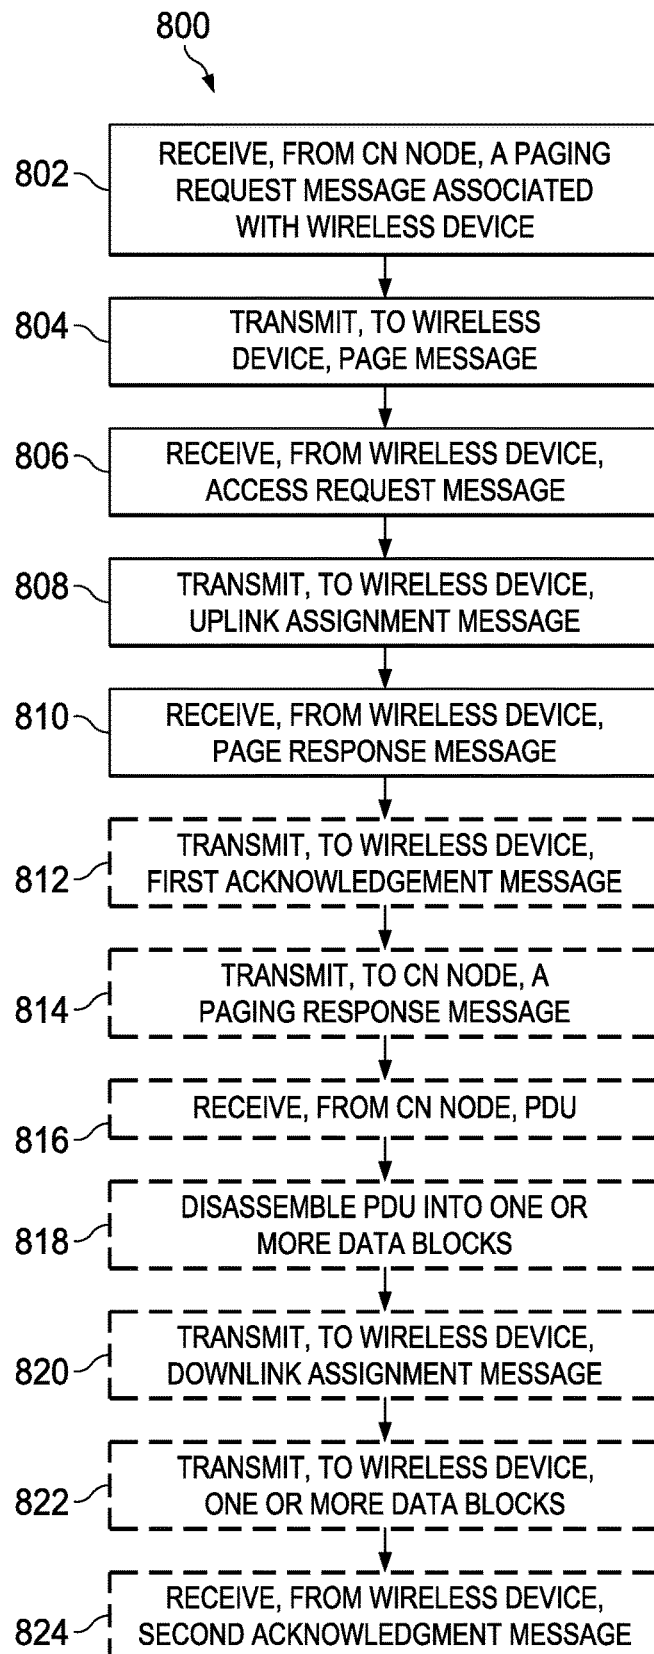 800
802
RECEIVE, FROM CN NODE, A PAGING
REQUEST MESSAGE ASSOCIATED
WITH WIRELESS DEVICE
804
TRANSMIT, TO WIRELESS
DEVICE, PAGE MESSAGE
806
RECEIVE, FROM WIRELESS DEVICE,
ACCESS REQUEST MESSAGE
808
TRANSMIT, TO WIRELESS DEVICE,
UPLINK ASSIGNMENT MESSAGE
810
RECEIVE, FROM WIRELESS DEVICE,
PAGE RESPONSE MESSAGE
812
TRANSMIT, TO WIRELESS DEVICE,
FIRST ACKNOWLEDGEMENT MESSAGE
814
TRANSMIT, TO CN NODE, A
PAGING RESPONSE MESSAGE
816
RECEIVE, FROM CN NODE, PDU
818
DISASSEMBLE PDU INTO ONE OR
MORE DATA BLOCKS
820
TRANSMIT, TO WIRELESS DEVICE,
DOWNLINK ASSIGNMENT MESSAGE
822
TRANSMIT, TO WIRELESS DEVICE,
ONE OR MORE DATA BLOCKS
824
RECEIVE, FROM WIRELESS DEVICE,
SECOND ACKNOWLEDGMENT MESSAGE